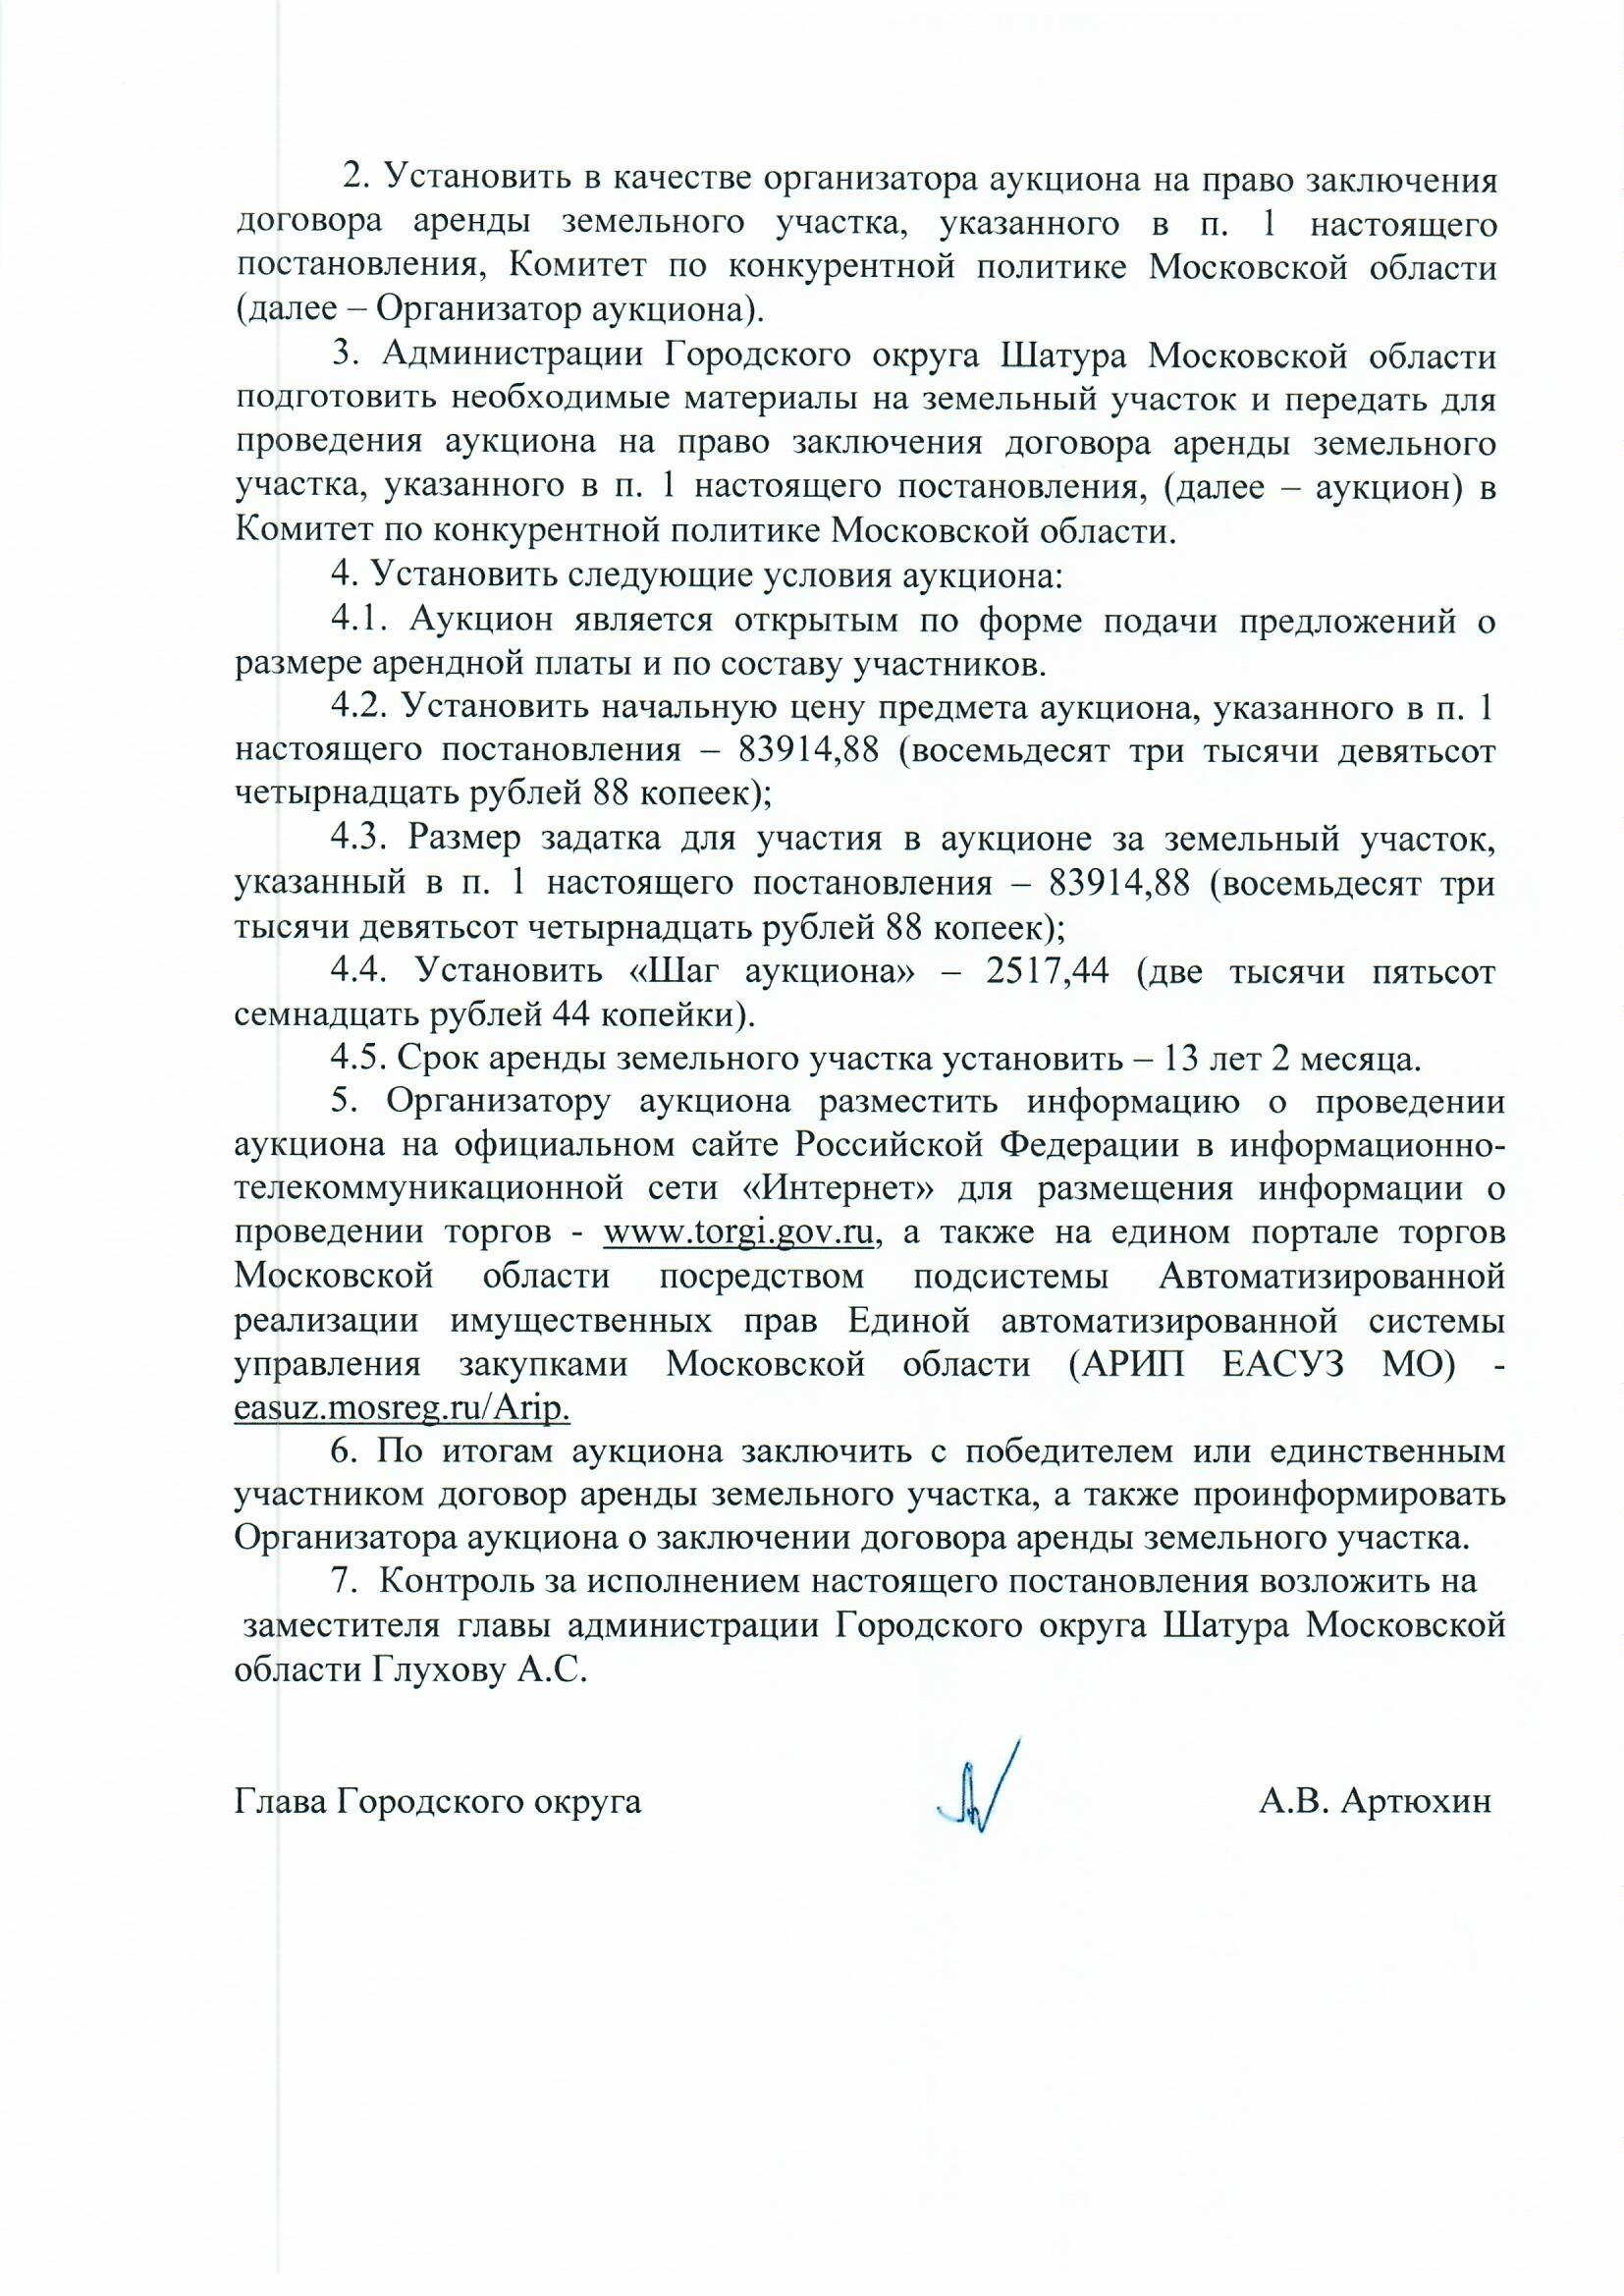 2. Установить в качестве организатора аукциона на право заключения
договора аренды земельного участка, указанного в п. 1 настоящего
постановления, Комитет по конкурентной политике Московской области
(далее – Организатор аукциона).
3. Администрации Городского округа Шатура Московской области
подготовить необходимые материалы на земельный участок и передать для
проведения аукциона на право заключения договора аренды земельного
участка, указанного в п. 1 настоящего постановления, (далее – аукцион) в
Комитет по конкурентной политике Московской области.
4. Установить следующие условия аукциона:
4.1. Аукцион является открытым по форме подачи предложений о
размере арендной платы и по составу участников.
4.2. Установить начальную цену предмета аукциона, указанного в п. 1
настоящего постановления – 83914,88 (восемьдесят три тысячи девятьсот
четырнадцать рублей 88 копеек);
4.3. Размер задатка для участия в аукционе за земельный участок,
указанный в п. 1 настоящего постановления – 83914,88 (восемьдесят три
тысячи девятьсот четырнадцать рублей 88 копеек);
4.4. Установить «Шаг аукциона» – 2517,44 (две тысячи пятьсот
семнадцать рублей 44 копейки).
4.5. Срок аренды земельного участка установить – 13 лет 2 месяца.
5. Организатору аукциона разместить информацию о проведении
аукциона на официальном сайте Российской Федерации в информационно-
телекоммуникационной сети «Интернет» для размещения информации о
проведении торгов - www.torgi.gov.ru, а также на едином портале торгов
Московской области посредством подсистемы Автоматизированной
реализации имущественных прав Единой автоматизированной системы
управления закупками Московской области (АРИП ЕАСУЗ МО) -
easuz.mosreg.ru/Arip.
6. По итогам аукциона заключить с победителем или единственным
участником договор аренды земельного участка, а также проинформировать
Организатора аукциона о заключении договора аренды земельного участка.
7. Контроль за исполнением настоящего постановления возложить на
заместителя главы администрации Городского округа Шатура Московской
области Глухову А.С.
Глава Городского округа А.В. Артюхин